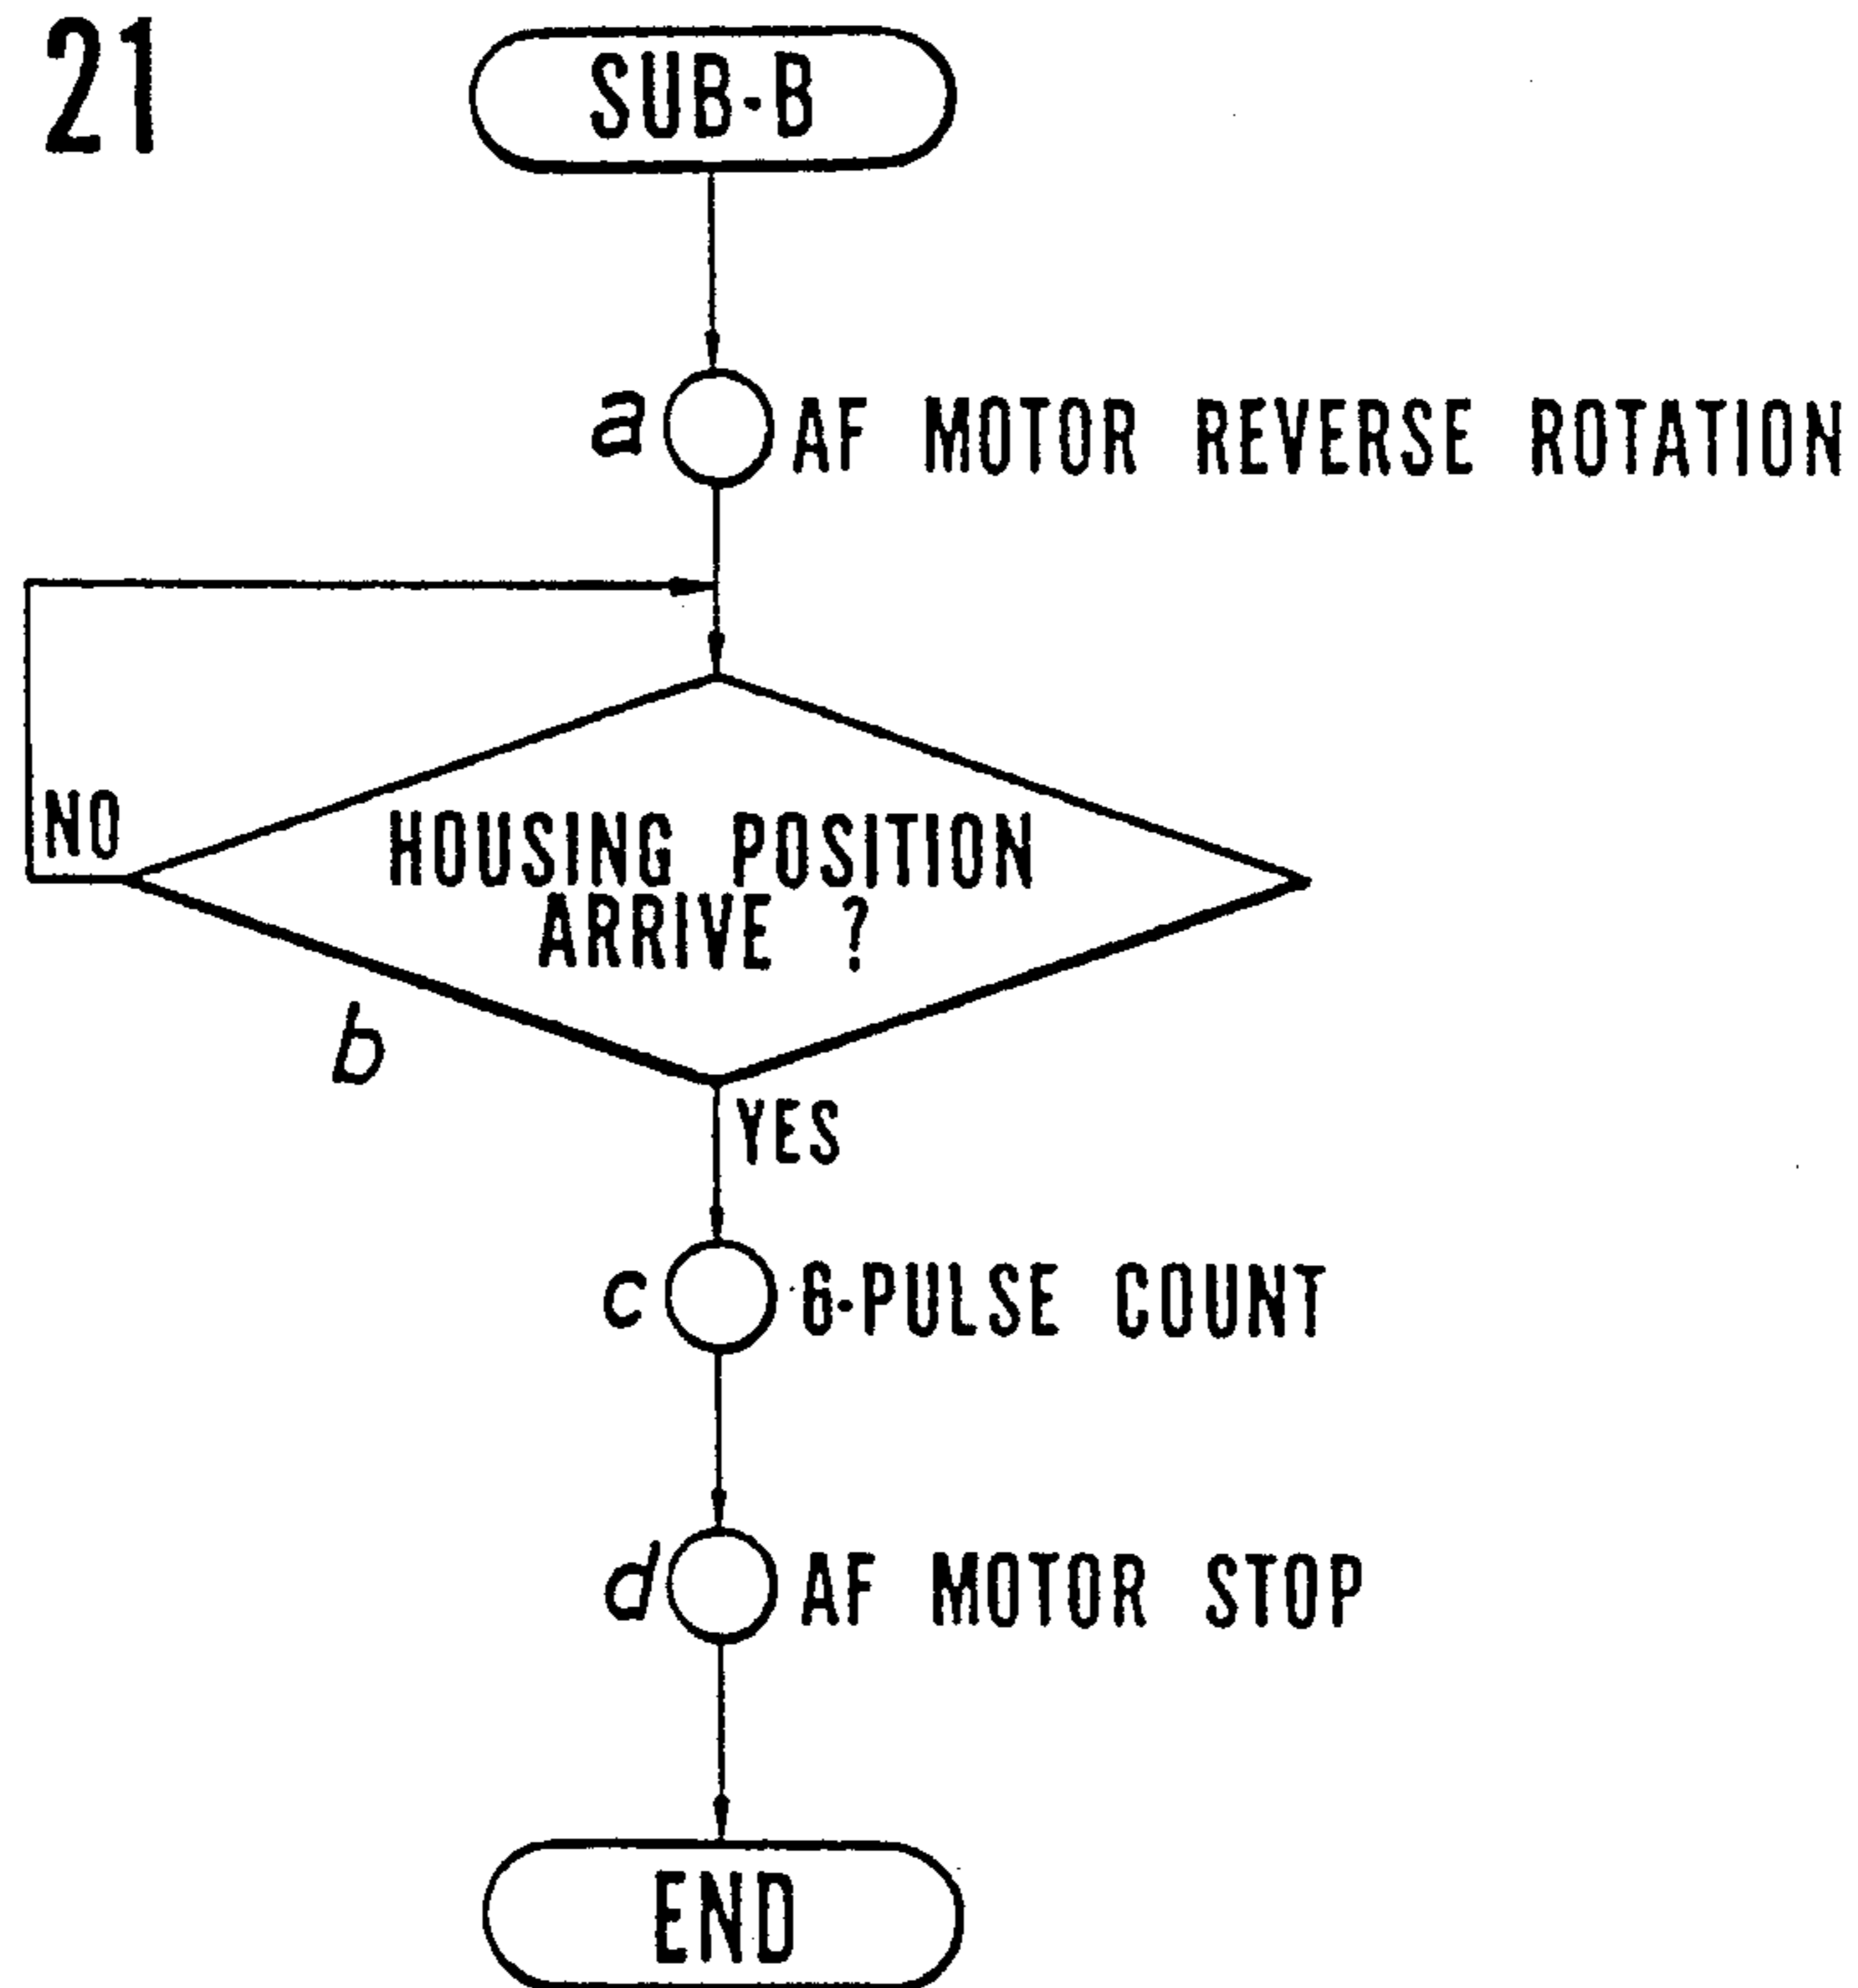 21
SUB-B
a AF MOTOR REVERSE ROTATION
NO
HOUSING POSITION
ARRIVE ?
b
YES
c 6-PULSE COUNT
d AF MOTOR STOP
END